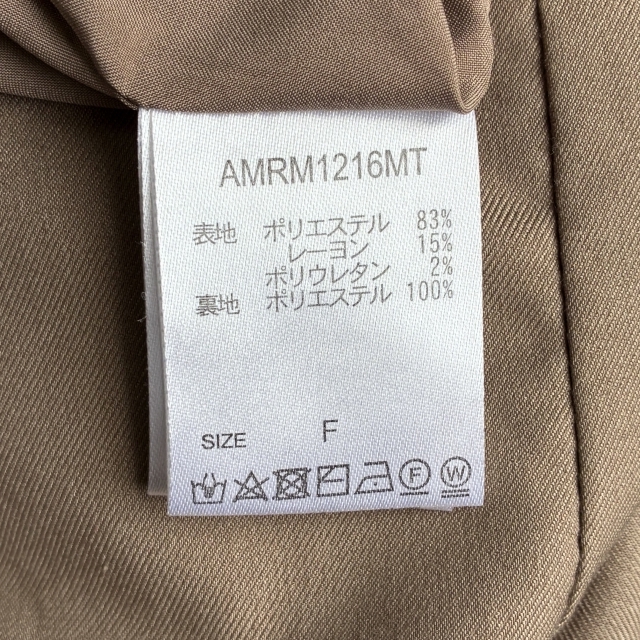 AMRM1216MT
表地 ポリエステル 83%
レーヨン 15%
ポリウレタン 2%
裏地 ポリエステル 100%
SIZE F
F W